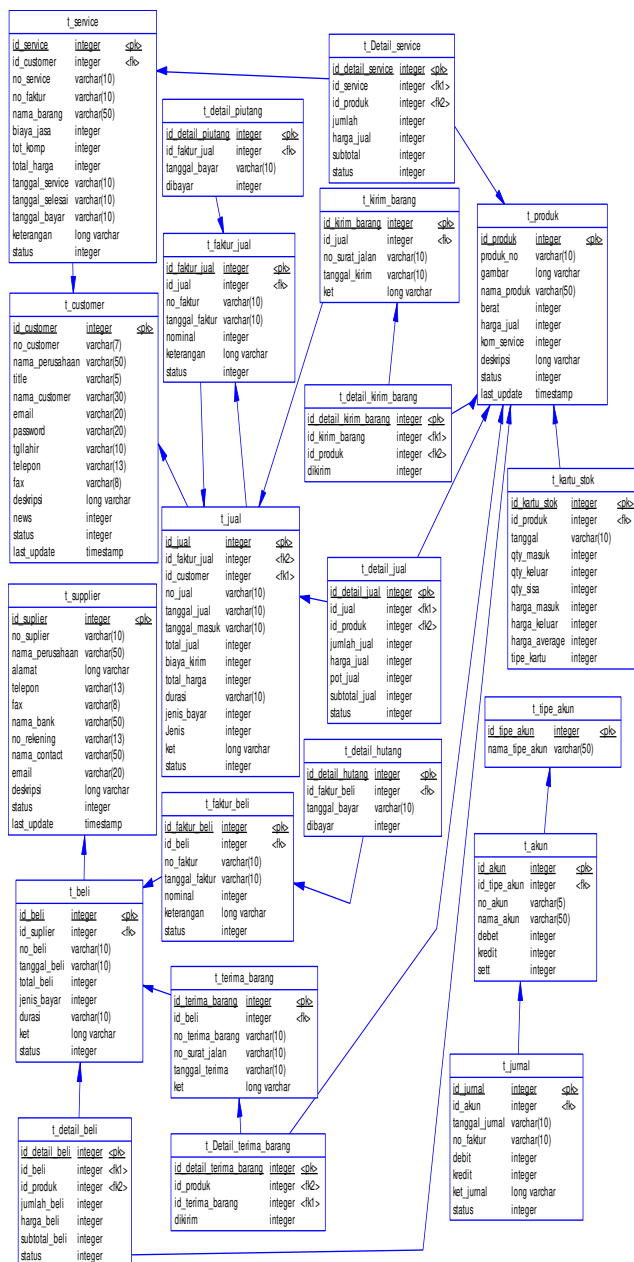 t_service
id_service integer <pk>
id_customer integer <fk>
no_service varchar(10)
no_faktur varchar(10)
nama_barang varchar(50)
biaya_jasa integer
tot_komp integer
total_harga integer
tanggal_service varchar(10)
tanggal_selesai varchar(10)
tanggal_bayar varchar(10)
keterangan long varchar
status integer
t_Detail_service
id_detail_service integer <pk>
id_service integer <fk1>
id_produk integer <fk2>
jumlah integer
harga_jual integer
subtotal integer
status integer
t_detail_piutang
id_detail_piutang integer <pk>
id_faktur_jual integer <fk>
tanggal_bayar varchar(10)
dibayar integer
t_kirim_barang
id_kirim_barang integer <pk>
id_jual integer <fk>
no_surat_jalan varchar(10)
tanggal_kirim varchar(10)
ket long varchar
t_produk
id_produk integer <pk>
produk_no varchar(10)
gambar long varchar
nama_produk varchar(50)
berat integer
harga_jual integer
kom_service integer
deskripsi long varchar
status integer
last_update timestamp
t_faktur_jual
id_faktur_jual integer <pk>
id_jual integer <fk>
no_faktur varchar(10)
tanggal_faktur varchar(10)
nominal integer
keterangan long varchar
status integer
t_customer
id_customer integer <pk>
no_customer varchar(7)
nama_perusahaan varchar(50)
title varchar(5)
nama_customer varchar(30)
email varchar(20)
password varchar(20)
tgllahir varchar(10)
telepon varchar(13)
fax varchar(8)
deskripsi long varchar
news integer
status integer
last_update timestamp
t_detail_kirim_barang
id_detail_kirim_barang integer <pk>
id_kirim_barang integer <fk1>
id_produk integer <fk2>
dikirim integer
t_kartu_stok
id_kartu_stok integer <pk>
id_produk integer <fk>
tanggal varchar(10)
qty_masuk integer
qty_keluar integer
qty_sisa integer
harga_masuk integer
harga_keluar integer
harga_average integer
tipe_kartu integer
t_jual
id_jual integer <pk>
id_faktur_jual integer <fk2>
id_customer integer <fk1>
no_jual varchar(10)
tanggal_jual varchar(10)
tanggal_masuk varchar(10)
total_jual integer
biaya_kirim integer
total_harga integer
durasi varchar(10)
jenis_bayar integer
Jenis integer
ket long varchar
status integer
t_detail_jual
id_detail_jual integer <pk>
id_jual integer <fk1>
id_produk integer <fk2>
jumlah_jual integer
harga_jual integer
pot_jual integer
subtotal_jual integer
status integer
t_supplier
id_suplier integer <pk>
no_suplier varchar(10)
nama_perusahaan varchar(50)
alamat long varchar
telepon varchar(13)
fax varchar(8)
nama_bank varchar(50)
no_rekening varchar(13)
nama_contact varchar(50)
email varchar(20)
deskripsi long varchar
status integer
last_update timestamp
t_tipe_akun
id_tipe_akun integer <pk>
nama_tipe_akun varchar(50)
t_detail_hutang
id_detail_hutang integer <pk>
id_faktur_beli integer <fk>
tanggal_bayar varchar(10)
dibayar integer
t_faktur_beli
id_faktur_beli integer <pk>
id_beli integer <fk>
no_faktur varchar(10)
tanggal_faktur varchar(10)
nominal integer
keterangan long varchar
status integer
t_akun
id_akun integer <pk>
id_tipe_akun integer <fk>
no_akun varchar(5)
nama_akun varchar(50)
debet integer
kredit integer
sett integer
t_beli
id_beli integer <pk>
id_suplier integer <fk>
no_beli varchar(10)
tanggal_beli varchar(10)
total_beli integer
jenis_bayar integer
durasi varchar(10)
ket long varchar
status integer
t_terima_barang
id_terima_barang integer <pk>
id_beli integer <fk>
no_terima_barang varchar(10)
no_surat_jalan varchar(10)
tanggal_terima varchar(10)
ket long varchar
t_jurnal
id_jurnal integer <pk>
id_akun integer <fk>
tanggal_jurnal varchar(10)
no_faktur varchar(10)
debit integer
kredit integer
ket_jurnal long varchar
status integer
t_detail_beli
id_detail_beli integer <pk>
id_beli integer <fk1>
id_produk integer <fk2>
jumlah_beli integer
harga_beli integer
subtotal_beli integer
status integer
t_Detail_terima_barang
id_Detail_terima_barang integer <pk>
id_produk integer <fk2>
id_terima_barang integer <fk1>
dikirim integer